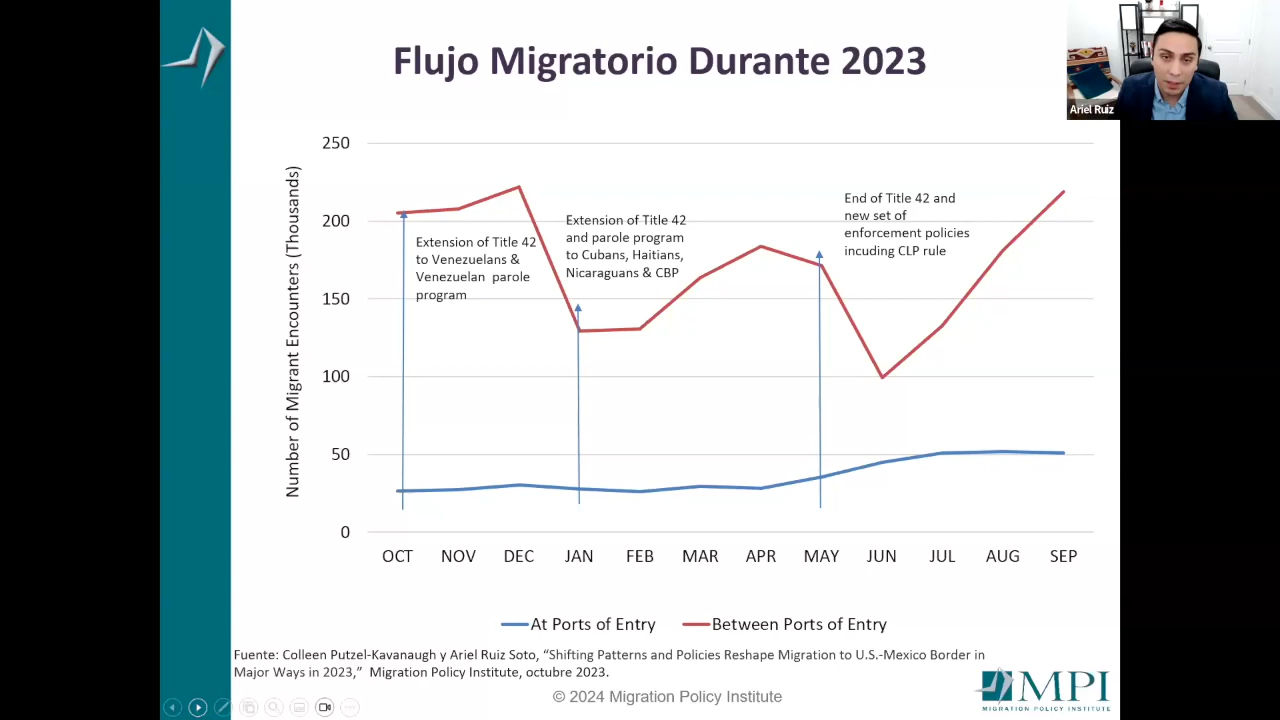 Flujo Migratorio Durante 2023
Ariel Ruiz
Number of Migrant Encounters (Thousands)
250
200
150
100
50
0
Extension of Title 42
to Venezuelans &
Venezuelan parole
program
Extension of Title 42
and parole program
to Cubans, Haitians,
Nicaraguans & CBP
End of Title 42 and
new set of
enforcement policies
incuding CLP rule
OCT NOV DEC JAN FEB MAR APR MAY JUN JUL AUG SEP
At Ports of Entry Between Ports of Entry
Fuente: Colleen Putzel-Kavanaugh y Ariel Ruiz Soto, “Shifting Patterns and Policies Reshape Migration to U.S.-Mexico Border in
Major Ways in 2023,” Migration Policy Institute, octubre 2023.
© 2024 Migration Policy Institute
MPI
MIGRATION POLICY INSTITUTE